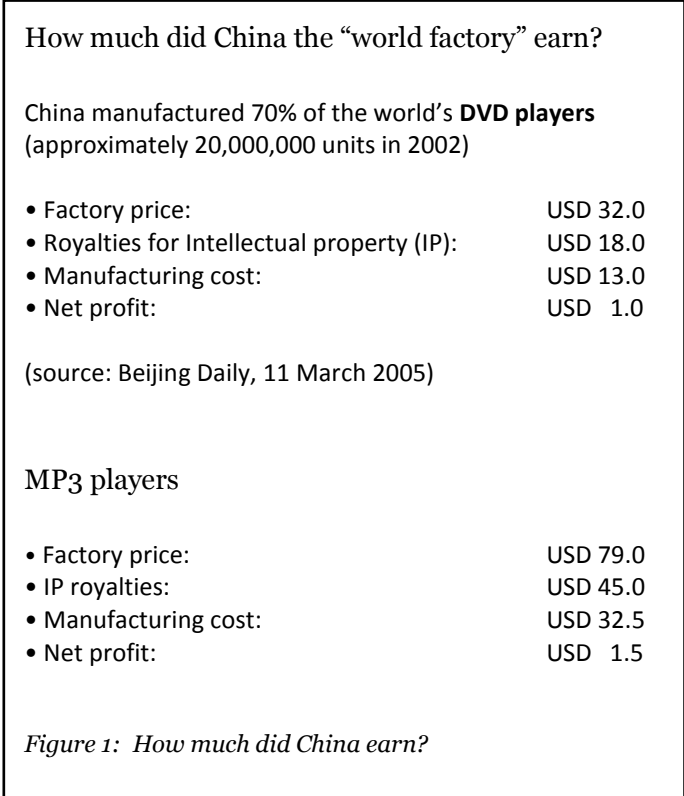 How much did China the “world factory” earn?
China manufactured 70% of the world’s DVD players
(approximately 20,000,000 units in 2002)
• Factory price: USD 32.0
• Royalties for Intellectual property (IP): USD 18.0
• Manufacturing cost: USD 13.0
• Net profit: USD 1.0
(source: Beijing Daily, 11 March 2005)
MP3 players
• Factory price: USD 79.0
• IP royalties: USD 45.0
• Manufacturing cost: USD 32.5
• Net profit: USD 1.5
Figure 1: How much did China earn?